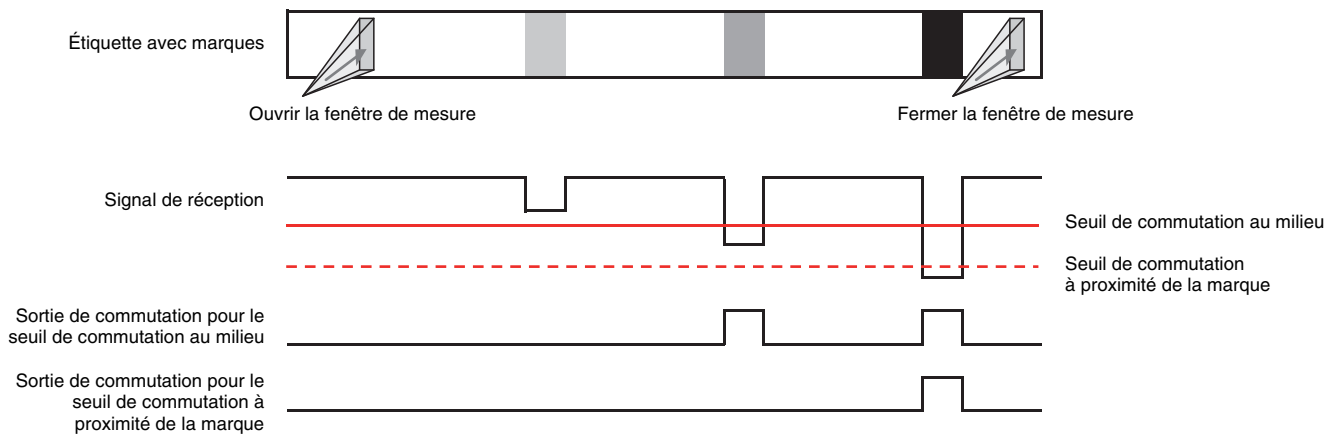 Étiquette avec marques
Ouvrir la fenêtre de mesure
Fermer la fenêtre de mesure
Signal de réception
Seuil de commutation au milieu
Seuil de commutation
à proximité de la marque
Sortie de commutation pour le
seuil de commutation au milieu
Sortie de commutation pour le
seuil de commutation à
proximité de la marque